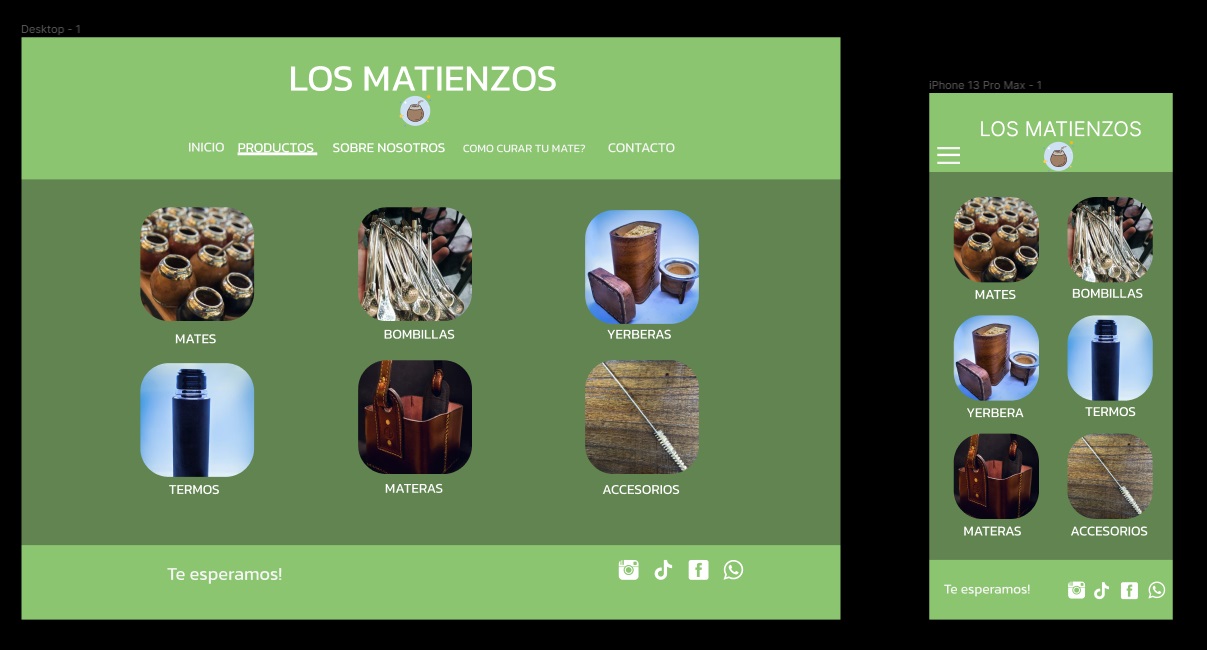 Desktop - 1
LOS MATIENZOS
INICIO PRODUCTOS SOBRE NOSOTROS COMO CURAR TU MATE? CONTACTO
MATES
BOMBILLAS
YERBERAS
TERMOS
MATERAS
ACCESORIOS
Te esperamos!
iPhone 13 Pro Max - 1
LOS MATIENZOS
MATES
BOMBILLAS
YERBERA
TERMOS
MATERAS
ACCESORIOS
Te esperamos!